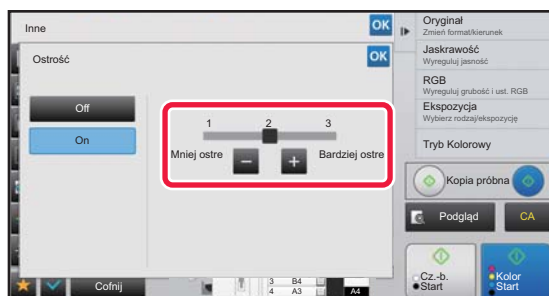 Inne
OK
Ostrość
OK
Off
On
1 2 3
Mniej ostre - + Bardziej ostre
Cofnij
3 B4
4 A3
A4
Oryginał
Zmień format/kierunek
Jaskrawość
Wyreguluj jasność
RGB
Wyreguluj grubość i ust. RGB
Ekspozycja
Wybierz rodzaj/ekspozycję
Tryb Kolorowy
Kopia próbna
Podgląd
CA
Cz.-b.
Start
Kolor
Start